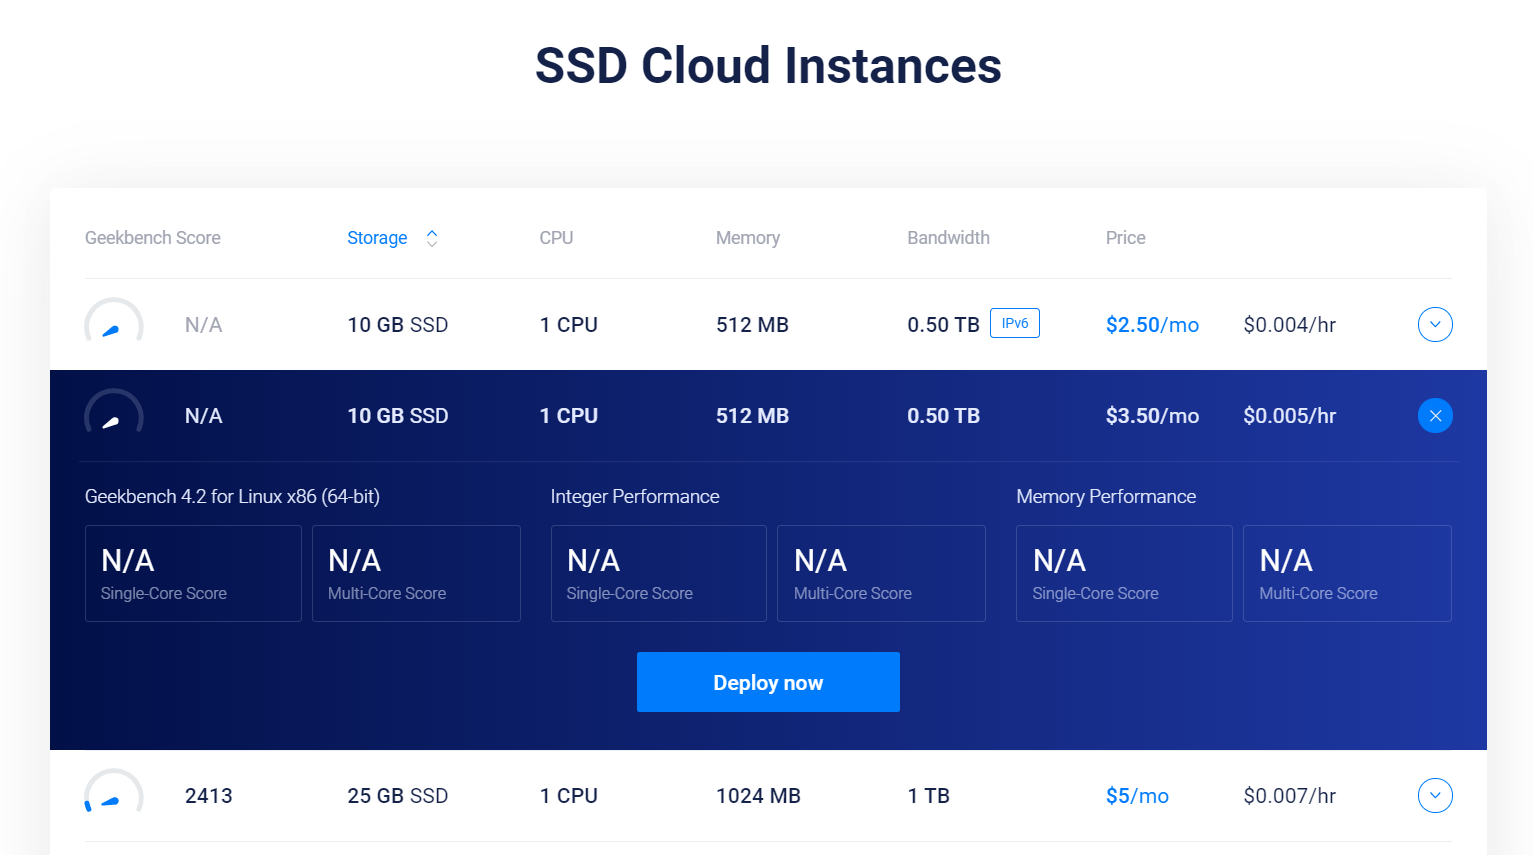 SSD Cloud Instances
Geekbench Score Storage CPU Memory Bandwidth Price
N/A 10 GB SSD 1 CPU 512 MB 0.50 TB IPv6 $2.50/mo $0.004/hr
N/A 10 GB SSD 1 CPU 512 MB 0.50 TB $3.50/mo $0.005/hr
Geekbench 4.2 for Linux x86 (64-bit) Integer Performance Memory Performance
N/A N/A N/A N/A N/A N/A
Single-Core Score Multi-Core Score Single-Core Score Multi-Core Score Single-Core Score Multi-Core Score
Deploy now
2413 25 GB SSD 1 CPU 1024 MB 1 TB $5/mo $0.007/hr